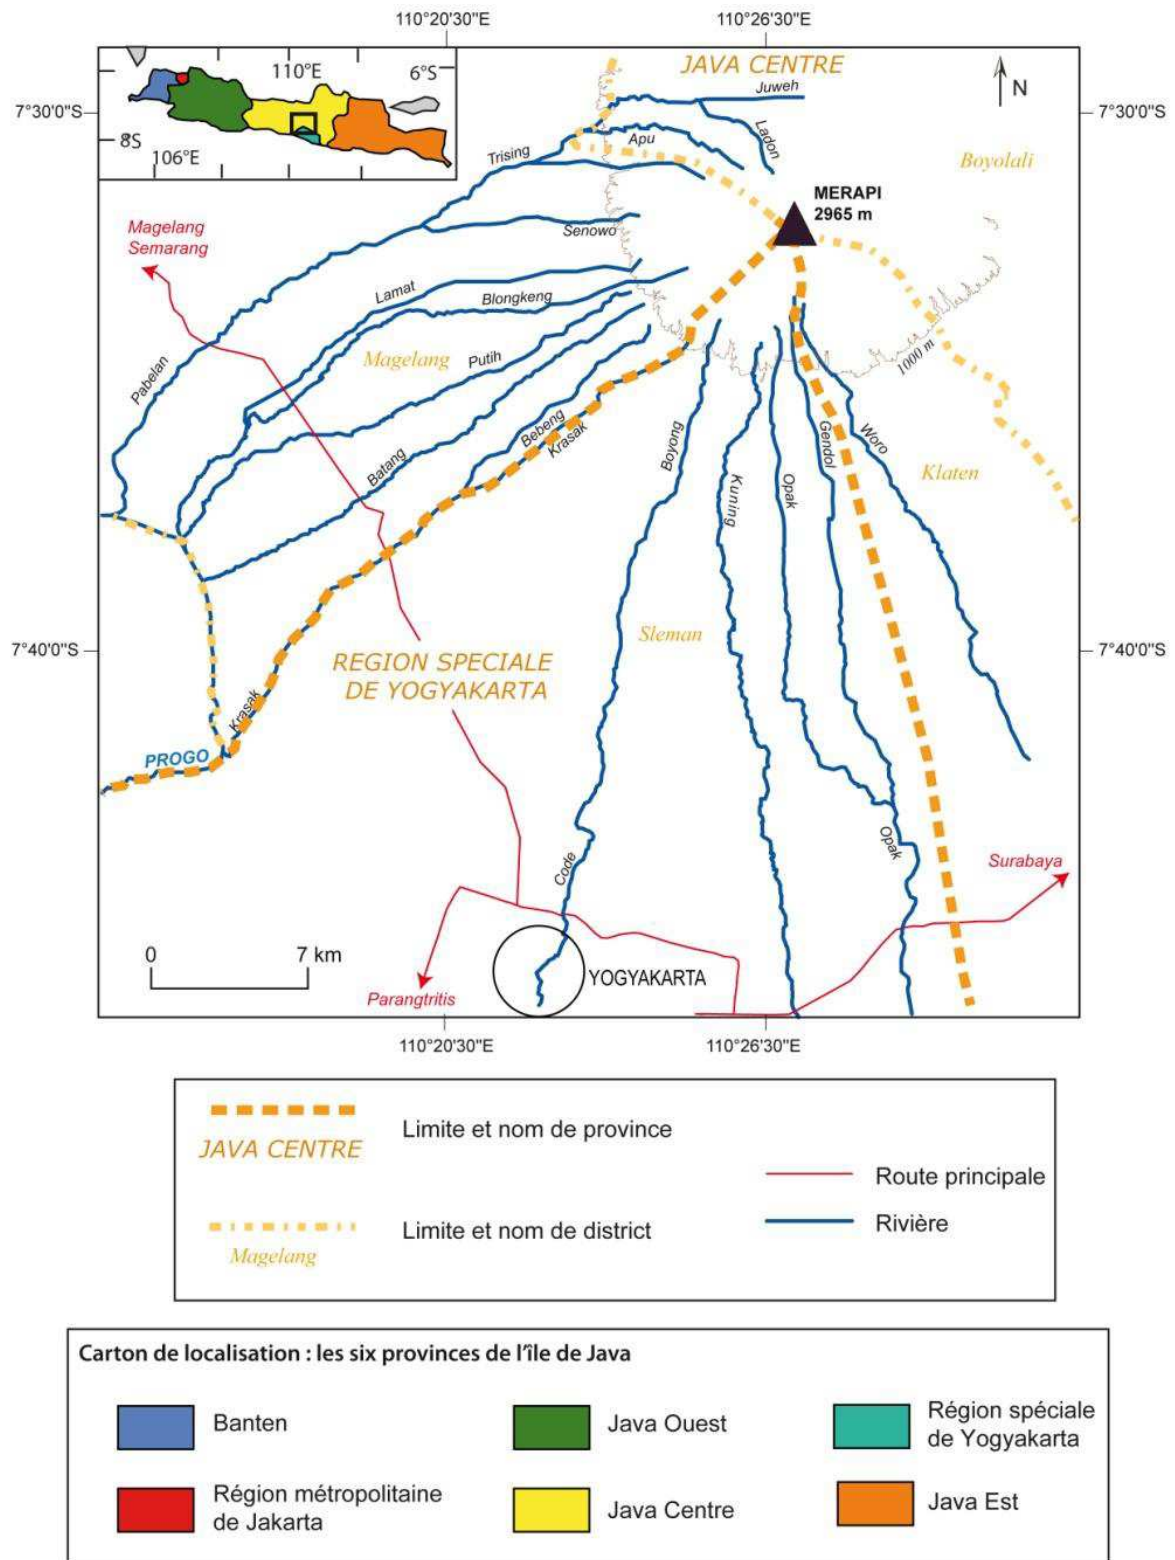 110°20'30"E
110°26'30"E
110°E
6°S
8S
106°E
7°30'0"S
7°30'0"S
JAVA CENTRE
N
Juweh
Ladon
Apu
Trising
Boyolali
MERAPI
2965 m
Magelang
Semarang
Senowo
Lamat
Blongkeng
1000 m
Magelang
Putih
Pabelan
Bebeng
Krasak
Batang
Boyong
Kuning
Opak
Gendol
Woro
Klaten
Sleman
7°40'0"S
7°40'0"S
REGION SPECIALE
DE YOGYAKARTA
Krasak
PROGO
Code
Opak
Surabaya
0
7 km
Parangtritis
YOGYAKARTA
110°20'30"E
110°26'30"E
Limite et nom de province
JAVA CENTRE
Route principale
Rivière
Limite et nom de district
Magelang
Carton de localisation : les six provinces de l'île de Java
Banten
Java Ouest
Région spéciale
de Yogyakarta
Région métropolitaine
de Jakarta
Java Centre
Java Est